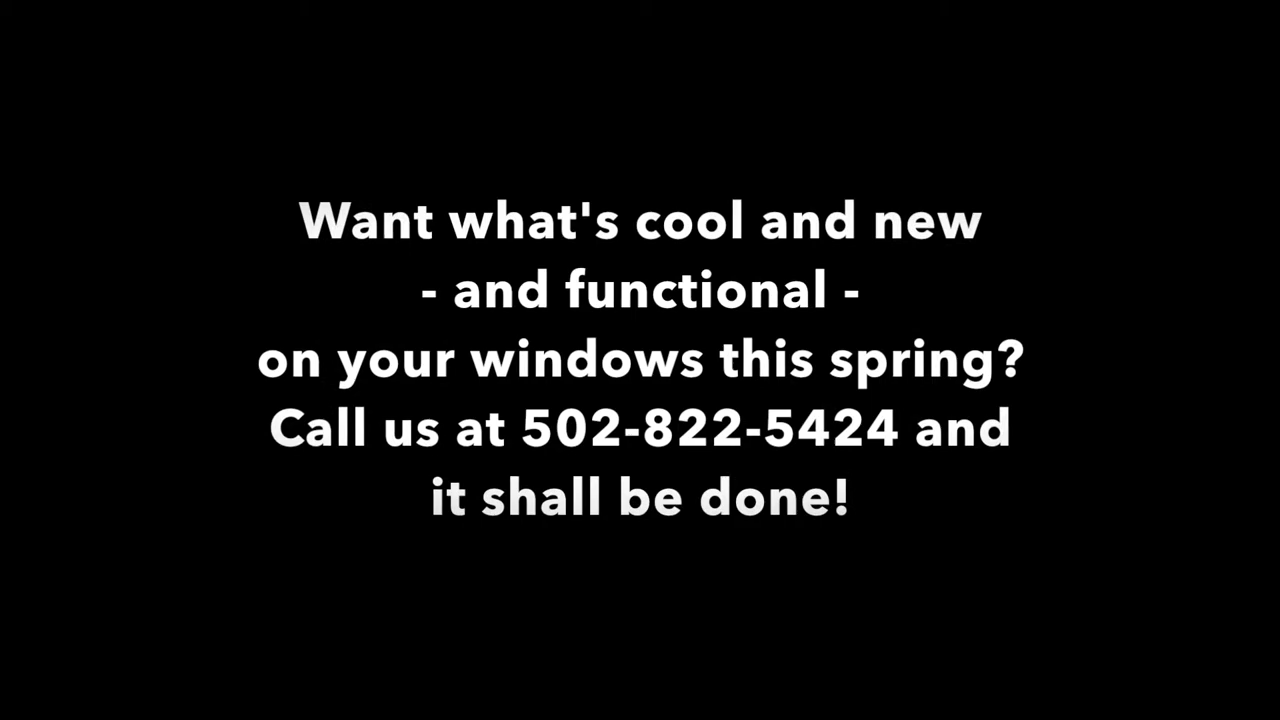 Want what's cool and new
- and functional -
on your windows this spring?
Call us at 502-822-5424 and
it shall be done!